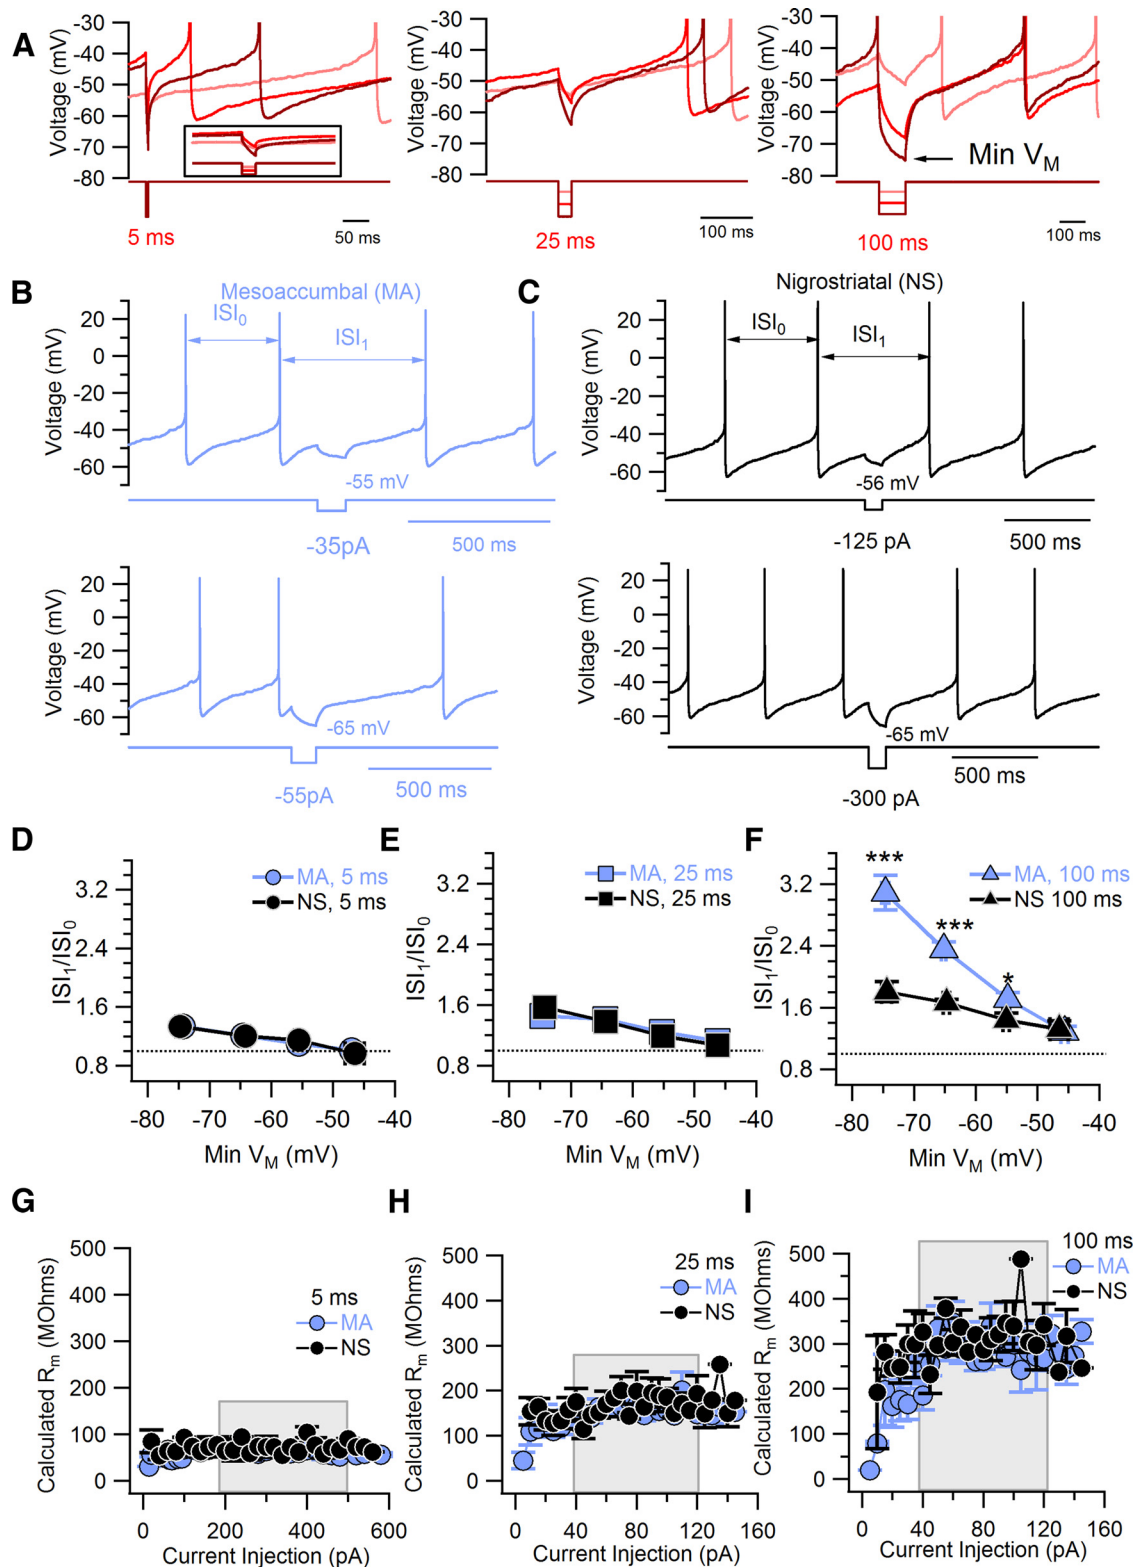 A
Voltage (mV)
-30
-40
-50
-60
-70
-80
5 ms
50 ms
Voltage (mV)
-30
-40
-50
-60
-70
-80
25 ms
100 ms
Voltage (mV)
-30
-40
-50
-60
-70
-80
Min VM
100 ms
100 ms
B
Mesoaccumbal (MA)
ISI0
ISI1
Voltage (mV)
20
0
-20
-40
-60
-55 mV
-35pA
500 ms
Voltage (mV)
20
0
-20
-40
-60
-65 mV
-55pA
500 ms
C
Nigrostriatal (NS)
ISI0
ISI1
Voltage (mV)
20
0
-20
-40
-60
-56 mV
-125 pA
500 ms
Voltage (mV)
20
0
-20
-40
-60
-65 mV
-300 pA
500 ms
D
MA, 5 ms
NS, 5 ms
ISI1/ISI0
3.2
2.4
1.6
0.8
-80 -70 -60 -50 -40
Min VM (mV)
E
MA, 25 ms
NS, 25 ms
ISI1/ISI0
3.2
2.4
1.6
0.8
-80 -70 -60 -50 -40
Min VM (mV)
F
***
***
*
MA, 100 ms
NS 100 ms
ISI1/ISI0
3.2
2.4
1.6
0.8
-80 -70 -60 -50 -40
Min VM (mV)
G
5 ms
MA
NS
Calculated Rm (MOhms)
500
400
300
200
100
0
0 200 400 600
Current Injection (pA)
H
25 ms
MA
NS
Calculated Rm (MOhms)
500
400
300
200
100
0
0 40 80 120 160
Current Injection (pA)
I
100 ms
MA
NS
Calculated Rm (MOhms)
500
400
300
200
100
0
0 40 80 120 160
Current Injection (pA)